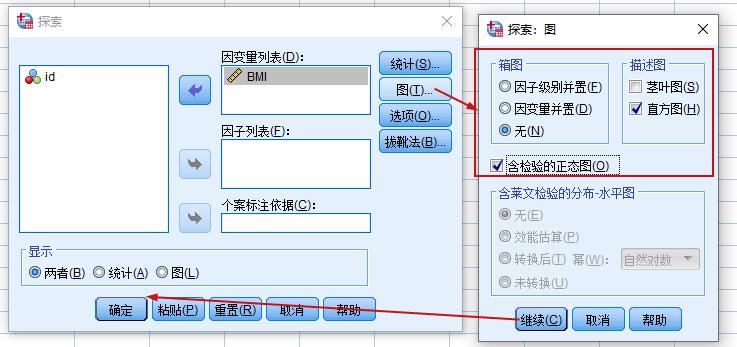 探索
id
因变量列表(D):
BMI
因子列表(F):
个案标注依据(C):
统计(S)...
图(T)...
选项(O)...
拔靴法(B)...
显示
两者(B) 统计(A) 图(L)
确定 粘贴(P) 重置(R) 取消 帮助
探索：图
箱图
因子级别并置(F)
因变量并置(D)
无(N)
描述图
茎叶图(S)
直方图(H)
含检验的正态图(O)
含莱文检验的分布-水平图
无(E)
效能估算(P)
转换后(T) 幂(W): 自然对数
未转换(U)
继续(C) 取消 帮助